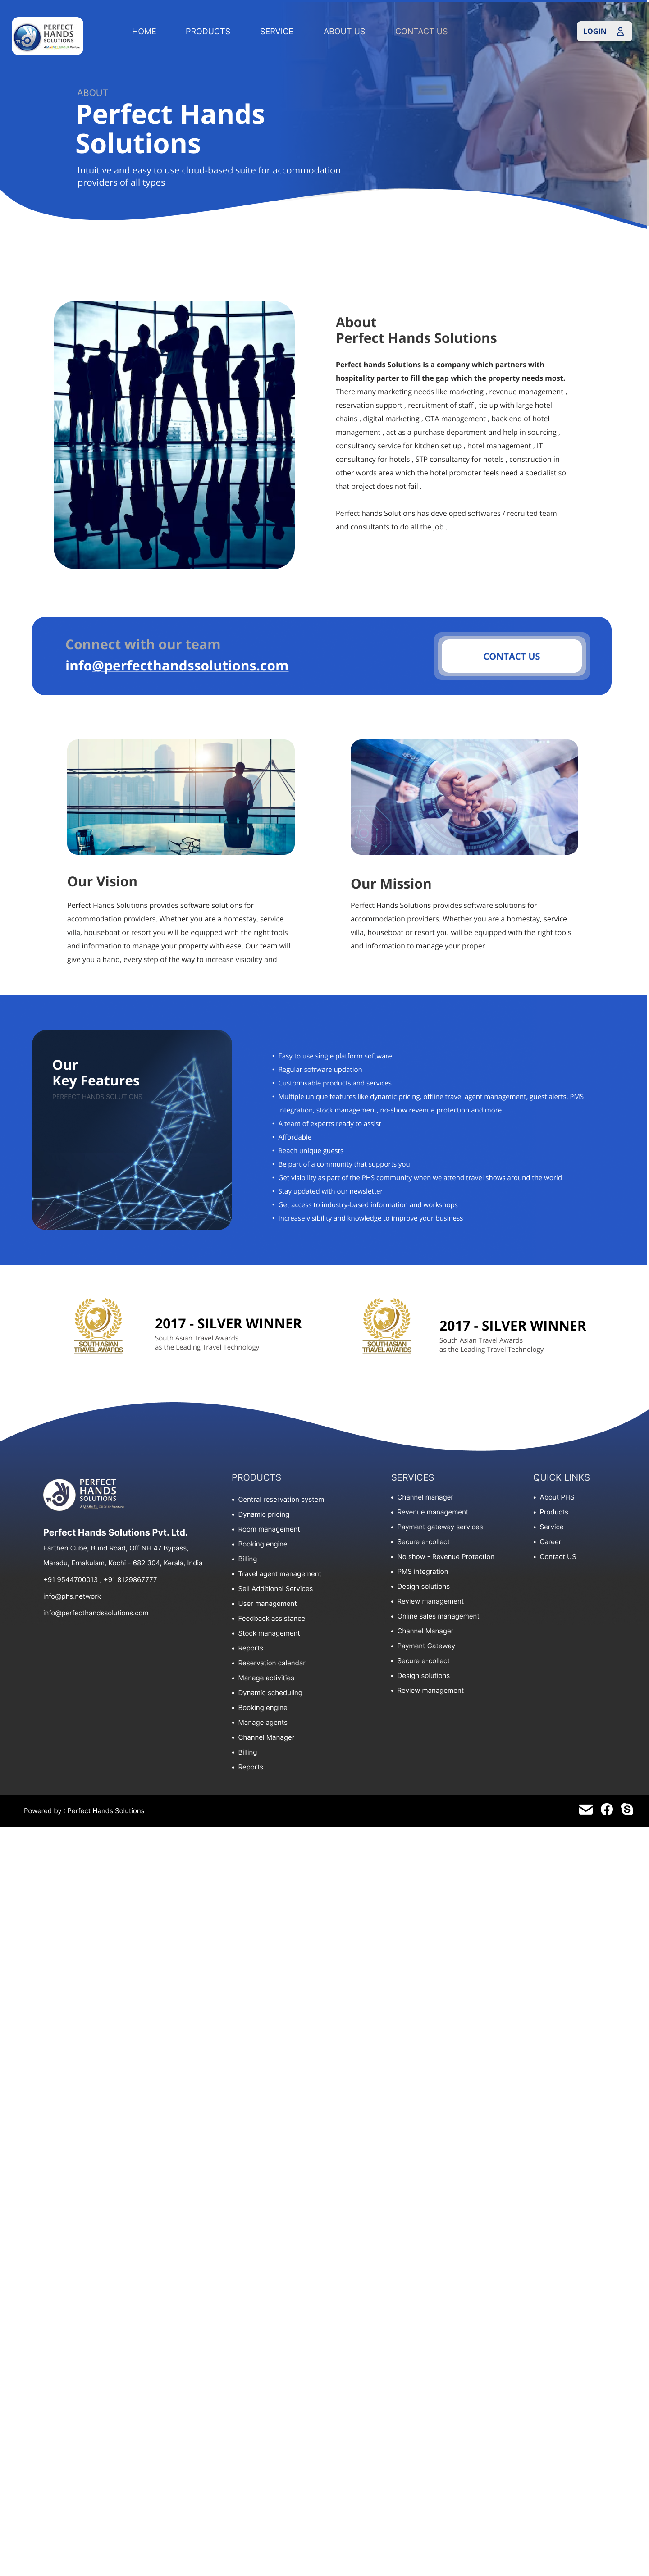 PERFECT
HANDS
SOLUTIONS
HOME
PRODUCTS
SERVICE
ABOUT US
CONTACT US
LOGIN
ABOUT
Perfect Hands
Solutions
Intuitive and easy to use cloud-based suite for accommodation
providers of all types
About
Perfect Hands Solutions
Perfect hands Solutions is a company which partners with
hospitality parter to fill the gap which the property needs most.
There many marketing needs like marketing , revenue management ,
reservation support , recruitment of staff , tie up with large hotel
chains , digital marketing , OTA management , back end of hotel
management , act as a purchase department and help in sourcing ,
consultancy service for kitchen set up , hotel management , IT
consultancy for hotels , STP consultancy for hotels , construction in
other words area which the hotel promoter feels need a specialist so
that project does not fail .
Perfect hands Solutions has developed softwares / recruited team
and consultants to do all the job .
Connect with our team
info@perfecthandssolutions.com
CONTACT US
Our Vision
Perfect Hands Solutions provides software solutions for
accommodation providers. Whether you are a homestay, service
villa, houseboat or resort you will be equipped with the right tools
and information to manage your property with ease. Our team will
give you a hand, every step of the way to increase visibility and
Our Mission
Perfect Hands Solutions provides software solutions for
accommodation providers. Whether you are a homestay, service
villa, houseboat or resort you will be equipped with the right tools
and information to manage your proper.
Our
Key Features
PERFECT HANDS SOLUTIONS
• Easy to use single platform software
• Regular sofrware updation
• Customisable products and services
• Multiple unique features like dynamic pricing, offline travel agent management, guest alerts, PMS
integration, stock management, no-show revenue protection and more.
• A team of experts ready to assist
• Affordable
• Reach unique guests
• Be part of a community that supports you
• Get visibility as part of the PHS community when we attend travel shows around the world
• Stay updated with our newsletter
• Get access to industry-based information and workshops
• Increase visibility and knowledge to improve your business
SOUTH ASIAN
TRAVEL AWARDS
2017 - SILVER WINNER
South Asian Travel Awards
as the Leading Travel Technology
SOUTH ASIAN
TRAVEL AWARDS
2017 - SILVER WINNER
South Asian Travel Awards
as the Leading Travel Technology
PERFECT
HANDS
SOLUTIONS
Perfect Hands Solutions Pvt. Ltd.
Earthen Cube, Bund Road, Off NH 47 Bypass,
Maradu, Ernakulam, Kochi - 682 304, Kerala, India
+91 9544700013 , +91 8129867777
info@phs.network
info@perfecthandssolutions.com
PRODUCTS
• Central reservation system
• Dynamic pricing
• Room management
• Booking engine
• Billing
• Travel agent management
• Sell Additional Services
• User management
• Feedback assistance
• Stock management
• Reports
• Reservation calendar
• Manage activities
• Dynamic scheduling
• Booking engine
• Manage agents
• Channel Manager
• Billing
• Reports
SERVICES
• Channel manager
• Revenue management
• Payment gateway services
• Secure e-collect
• No show - Revenue Protection
• PMS integration
• Design solutions
• Review management
• Online sales management
• Channel Manager
• Payment Gateway
• Secure e-collect
• Design solutions
• Review management
QUICK LINKS
• About PHS
• Products
• Service
• Career
• Contact US
Powered by : Perfect Hands Solutions